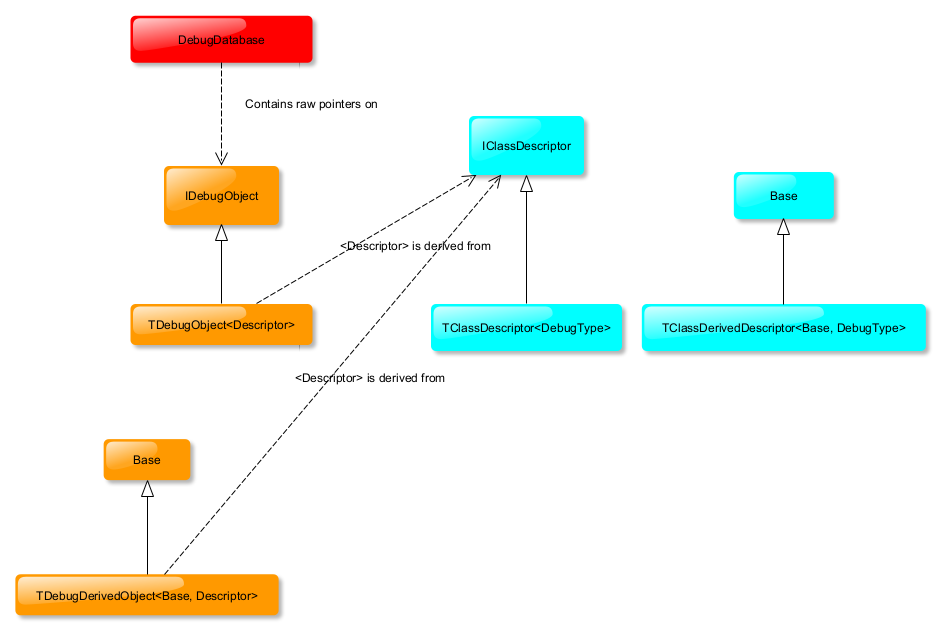 DebugDatabase
Contains raw pointers on
IClassDescriptor
IDebugObject
Base
<Descriptor> is derived from
TDebugObject<Descriptor>
TClassDescriptor<DebugType>
TClassDerivedDescriptor<Base, DebugType>
<Descriptor> is derived from
Base
TDebugDerivedObject<Base, Descriptor>